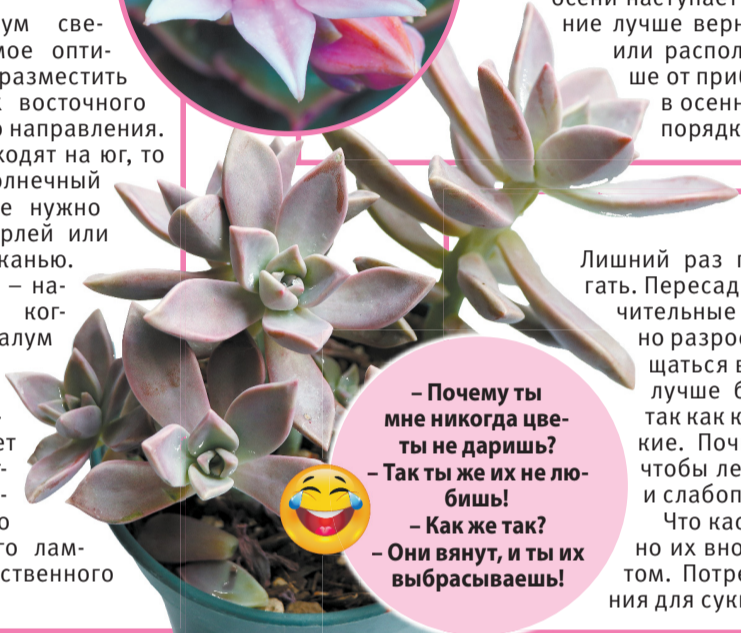 ум све-
мое опти-
разместить
восточного
направления.
ходят на юг, то
олнечный
е нужно
рлей или
канью.
– на-
ког-
алум
ет
о
го лам-
ственного
осени наступает
ние лучше верн
или распол
ше от приб
в осенн
порядк
Лишний раз
гать. Пересад
чительные
но разрос
щаться в
лучше б
так как к
кие. Поч
чтобы ле
и слабоп
Что кас
но их вно
том. Потре
ния для сукк
– Почему ты
мне никогда цве-
ты не даришь?
– Так ты же их не лю-
бишь!
– Как же так?
– Они вянут, и ты их
выбрасываешь!